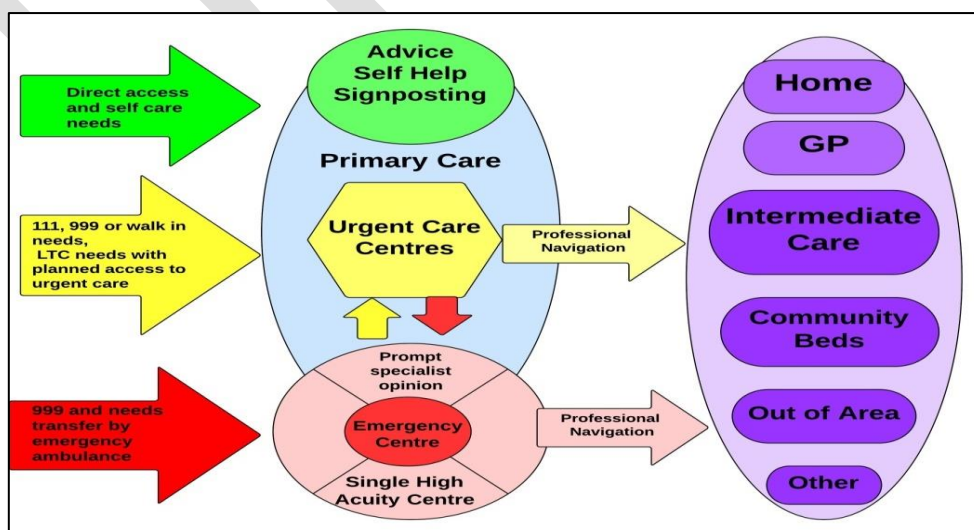 Direct access
and self care
needs
111, 999 or walk in
needs,
LTC needs with
planned access to
urgent care
999 and needs
transfer by
emergency
ambulance
Advice
Self Help
Signposting
Primary Care
Urgent Care
Centres
Prompt
specialist
opinion
Emergency
Centre
Single High
Acuity Centre
Professional
Navigation
Professional
Navigation
Home
GP
Intermediate
Care
Community
Beds
Out of Area
Other